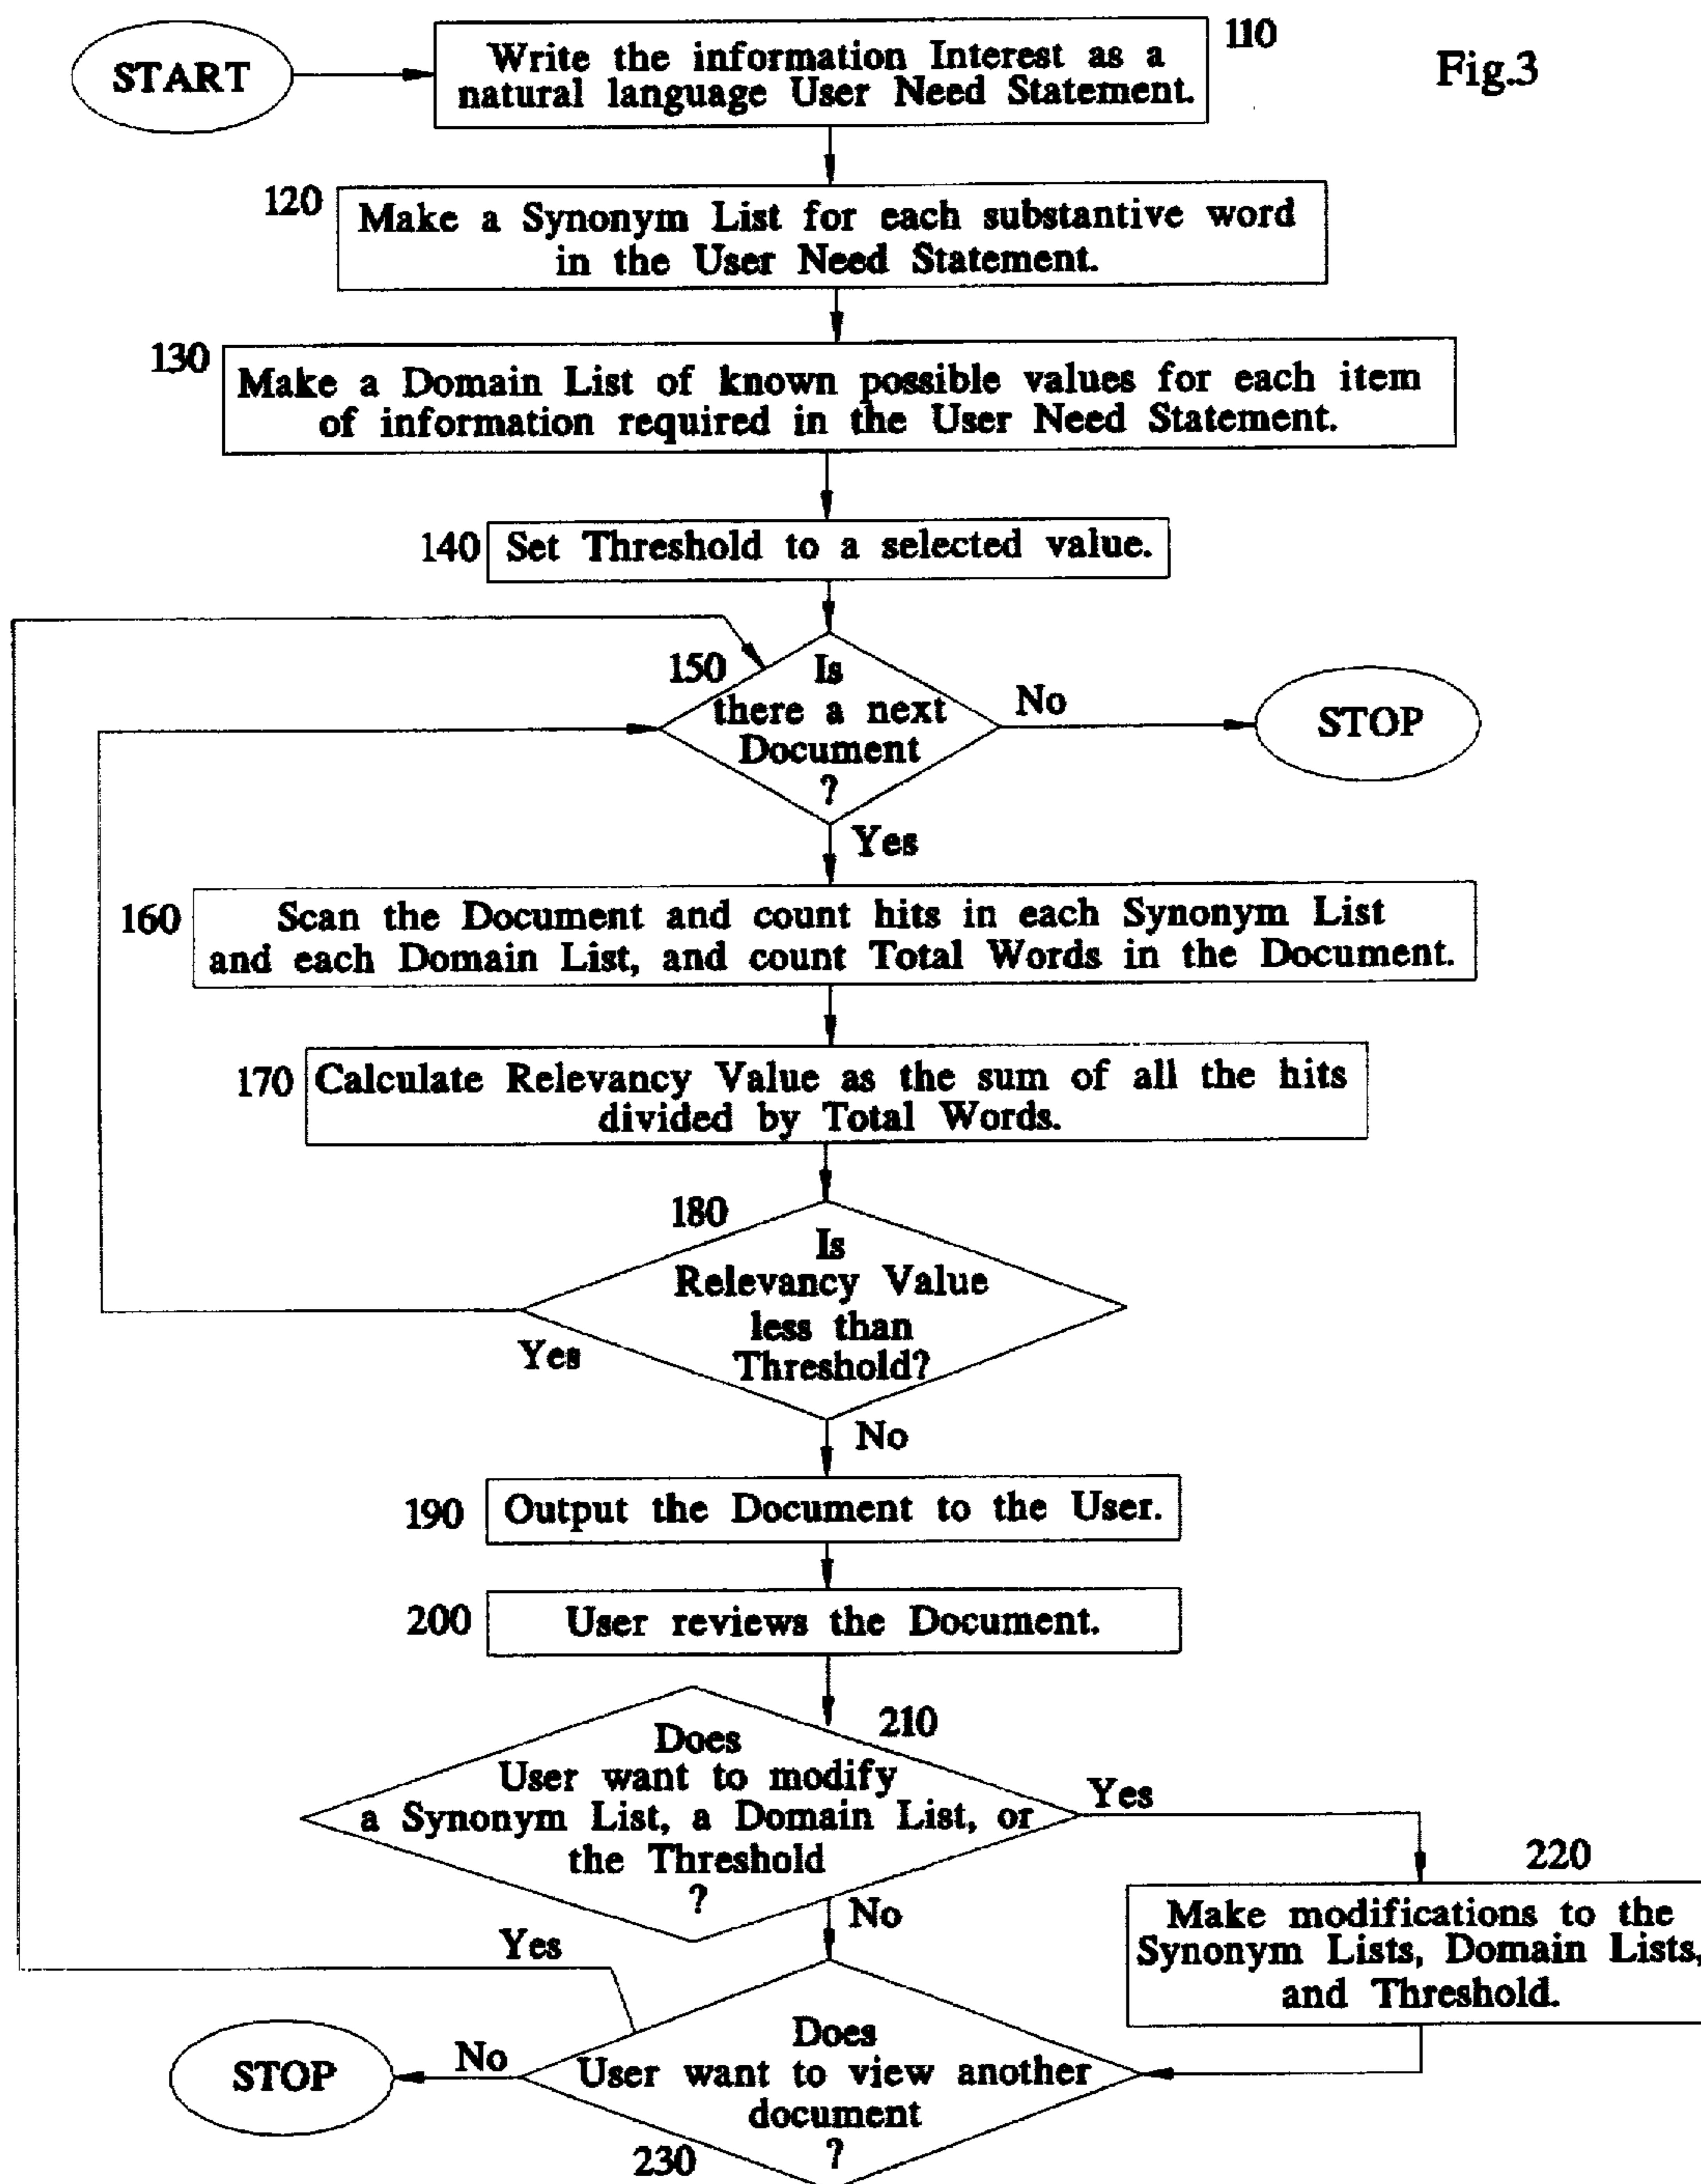 110
Fig.3
START
Write the information Interest as a
natural language User Need Statement.
120
Make a Synonym List for each substantive word
in the User Need Statement.
130
Make a Domain List of known possible values for each item
of information required in the User Need Statement.
140
Set Threshold to a selected value.
150
Is
there a next
Document
?
No
STOP
Yes
160
Scan the Document and count hits in each Synonym List
and each Domain List, and count Total Words in the Document.
170
Calculate Relevancy Value as the sum of all the hits
divided by Total Words.
180
Is
Relevancy Value
less than
Threshold?
Yes
No
190
Output the Document to the User.
200
User reviews the Document.
210
Does
User want to modify
a Synonym List, a Domain List, or
the Threshold
?
Yes
No
220
Make modifications to the
Synonym Lists, Domain Lists,
and Threshold.
Yes
STOP
No
Does
User want to view another
document
?
230